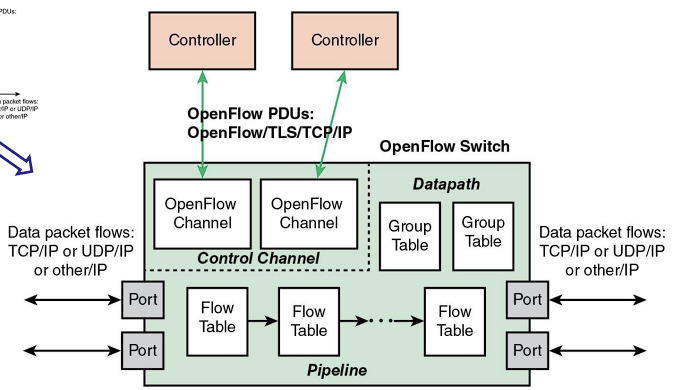 PDUs:
a packet flows:
/IP or UDP/IP
or other/IP
Controller
Controller
OpenFlow PDUs:
OpenFlow/TLS/TCP/IP
OpenFlow Switch
OpenFlow
Channel
OpenFlow
Channel
Control Channel
Datapath
Group
Table
Group
Table
Data packet flows:
TCP/IP or UDP/IP
or other/IP
Data packet flows:
TCP/IP or UDP/IP
or other/IP
Port
Port
Flow
Table
Flow
Table
Flow
Table
Port
Port
Pipeline